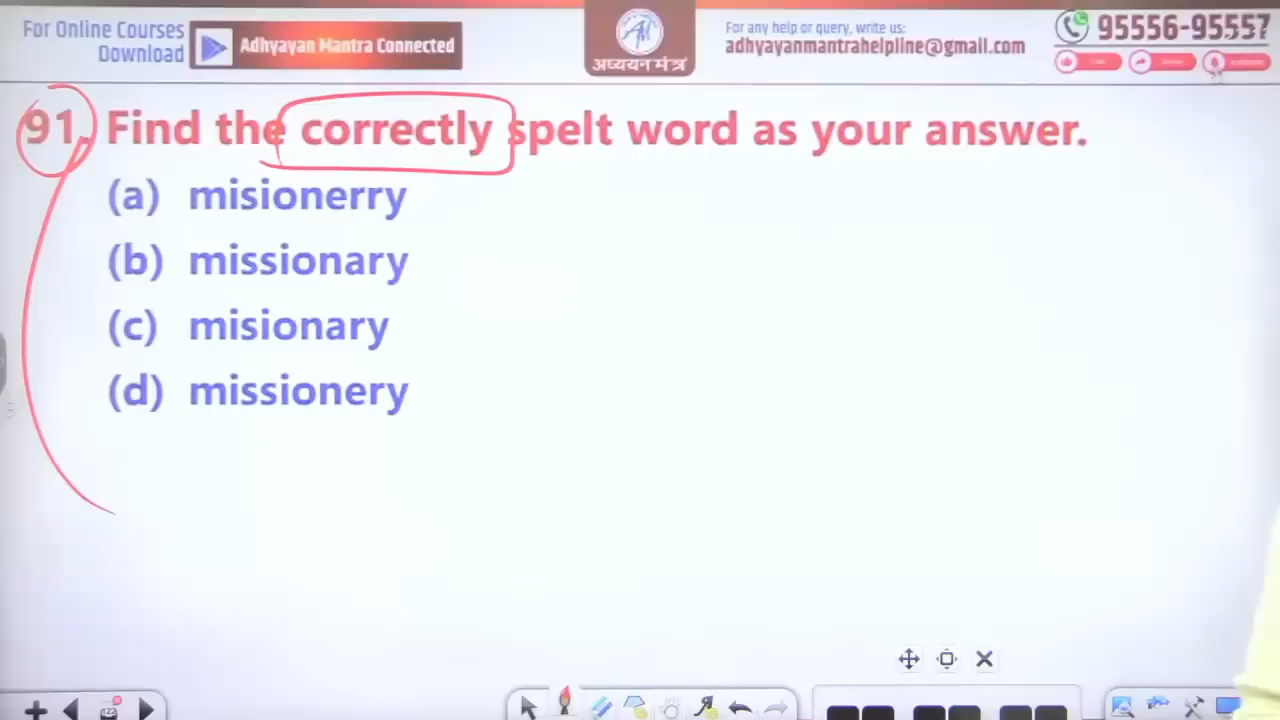 For Online Courses
Download
Adhyayan Mantra Connected
अध्ययन मंत्र
For any help or query, write us:
adhyayanmantrahelpline@gmail.com
95556-95557
91. Find the correctly spelt word as your answer.
(a) misionerry
(b) missionary
(c) misionary
(d) missionery